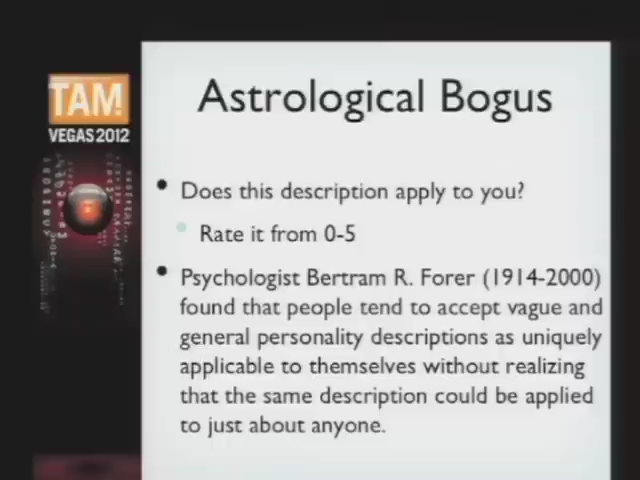 TAM!
VEGAS 2012
Astrological Bogus
Does this description apply to you?
Rate it from 0-5
Psychologist Bertram R. Forer (1914-2000)
found that people tend to accept vague and
general personality descriptions as uniquely
applicable to themselves without realizing
that the same description could be applied
to just about anyone.